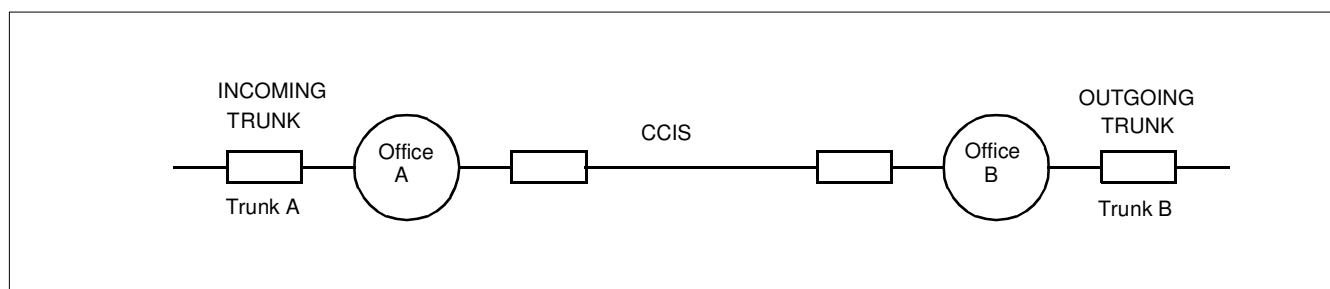 INCOMING
TRUNK
Trunk A
Office
A
CCIS
Office
B
OUTGOING
TRUNK
Trunk B